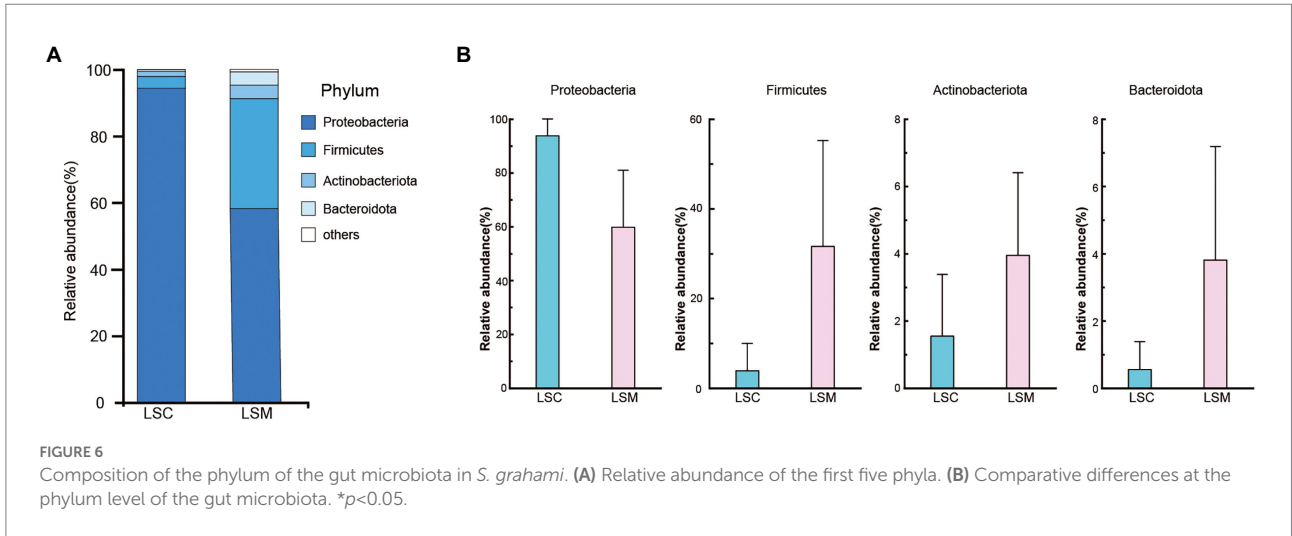 A
Relative abundance(%)
100
80
60
40
20
0
LSC LSM
Phylum
Proteobacteria
Firmicutes
Actinobacteriota
Bacteroidota
others
B
Proteobacteria
Relative abundance(%)
100
80
60
40
20
0
LSC LSM
Firmicutes
Relative abundance(%)
60
40
20
0
LSC LSM
Actinobacteriota
Relative abundance(%)
8
6
4
2
0
LSC LSM
Bacteroidota
Relative abundance(%)
8
6
4
2
0
LSC LSM
FIGURE 6
Composition of the phylum of the gut microbiota in S. grahami. (A) Relative abundance of the first five phyla. (B) Comparative differences at the
phylum level of the gut microbiota. *p<0.05.